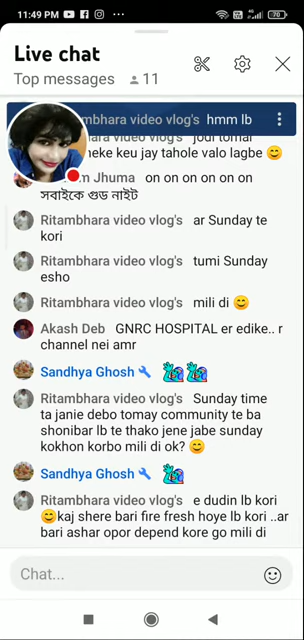 11:49 PM
Live chat
Top messages 11
mbhara video vlog's hmm lb
ara video vlog's jodi tomar
neke keu jay tahole valo lagbe 😊
m Jhuma on on on on on on
সবাইকে গুড নাইট
Ritambhara video vlog's ar Sunday te
kori
Ritambhara video vlog's tumi Sunday
esho
Ritambhara video vlog's mili di 😊
Akash Deb GNRC HOSPITAL er edike.. r
channel nei amr
Sandhya Ghosh
Ritambhara video vlog's Sunday time
ta janie debo tomay community te ba
shonibar lb te thako jene jabe sunday
kokhon korbo mili di ok? 😊
Sandhya Ghosh
Ritambhara video vlog's e dudin lb kori
😊kaj shere bari fire fresh hoye lb kori ..ar
bari ashar opor depend kore go mili di
Chat...